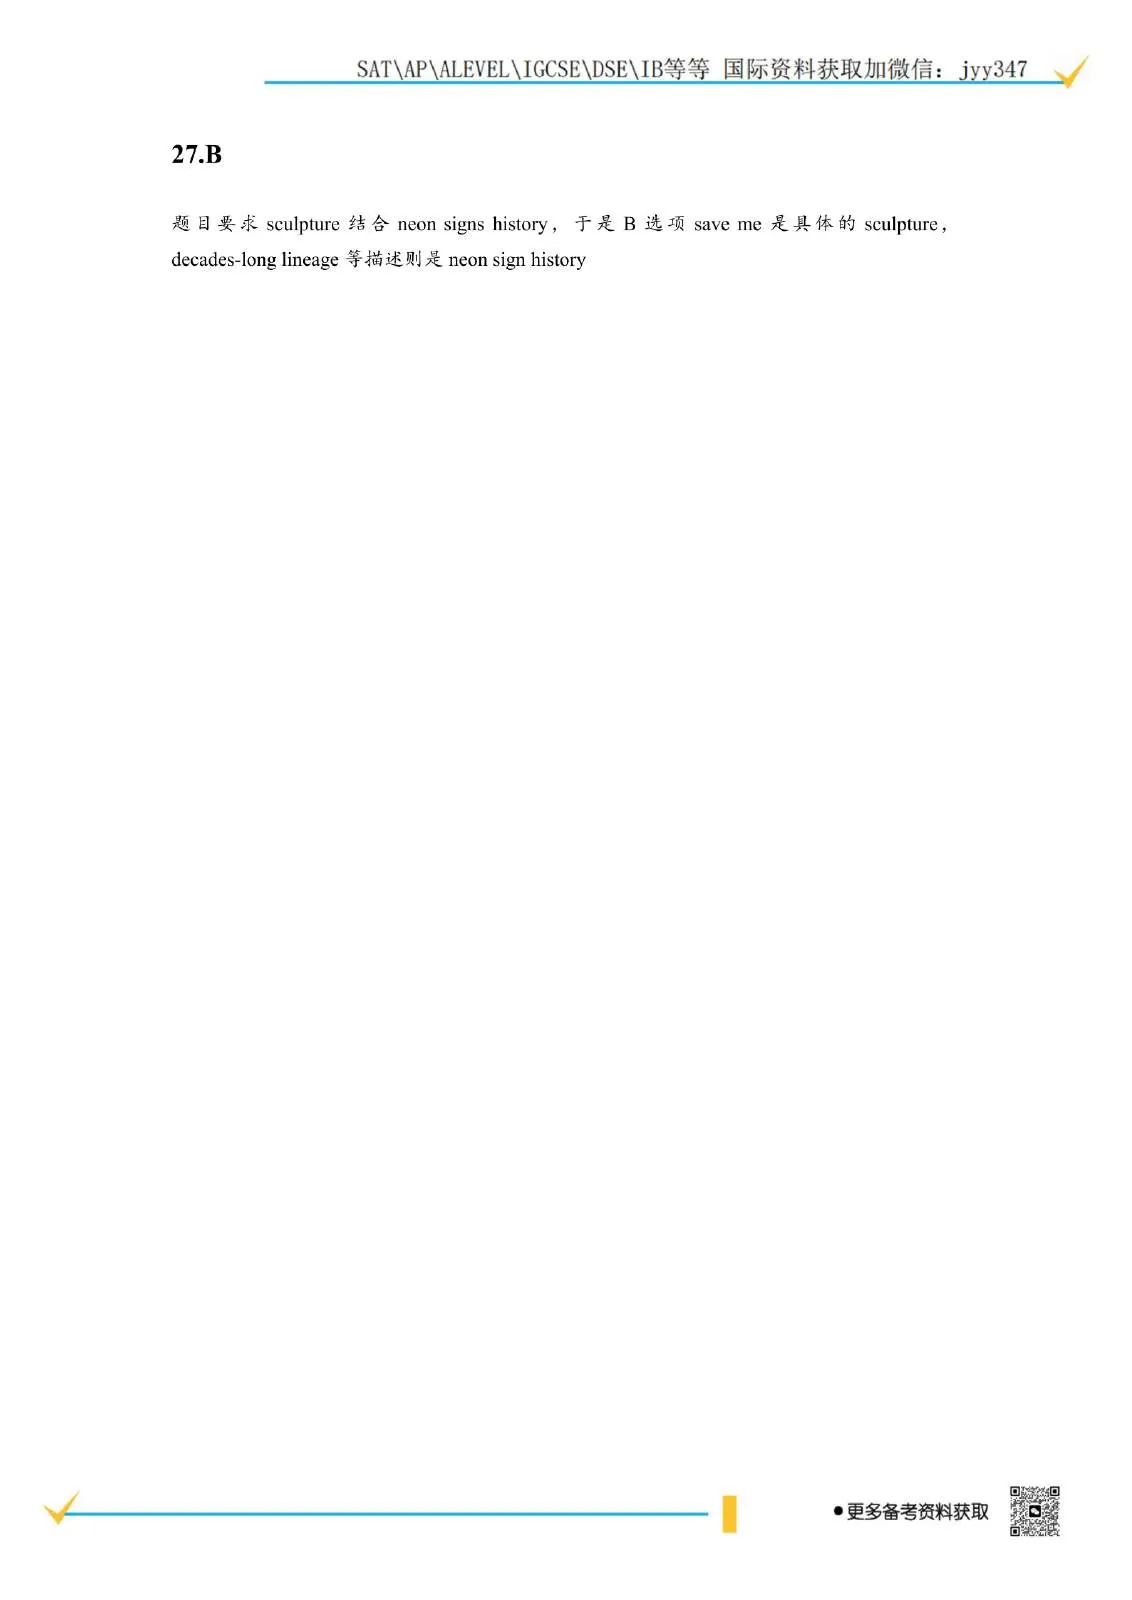 SAT\AP\ALEVEL\IGCSE\DSE\IB等等 国际资料获取加微信：jyy347
27.B
题目要求 sculpture 结合 neon signs history，于是 B 选项 save me 是具体的 sculpture，
decades-long lineage 等描述则是 neon sign history
●更多备考资料获取